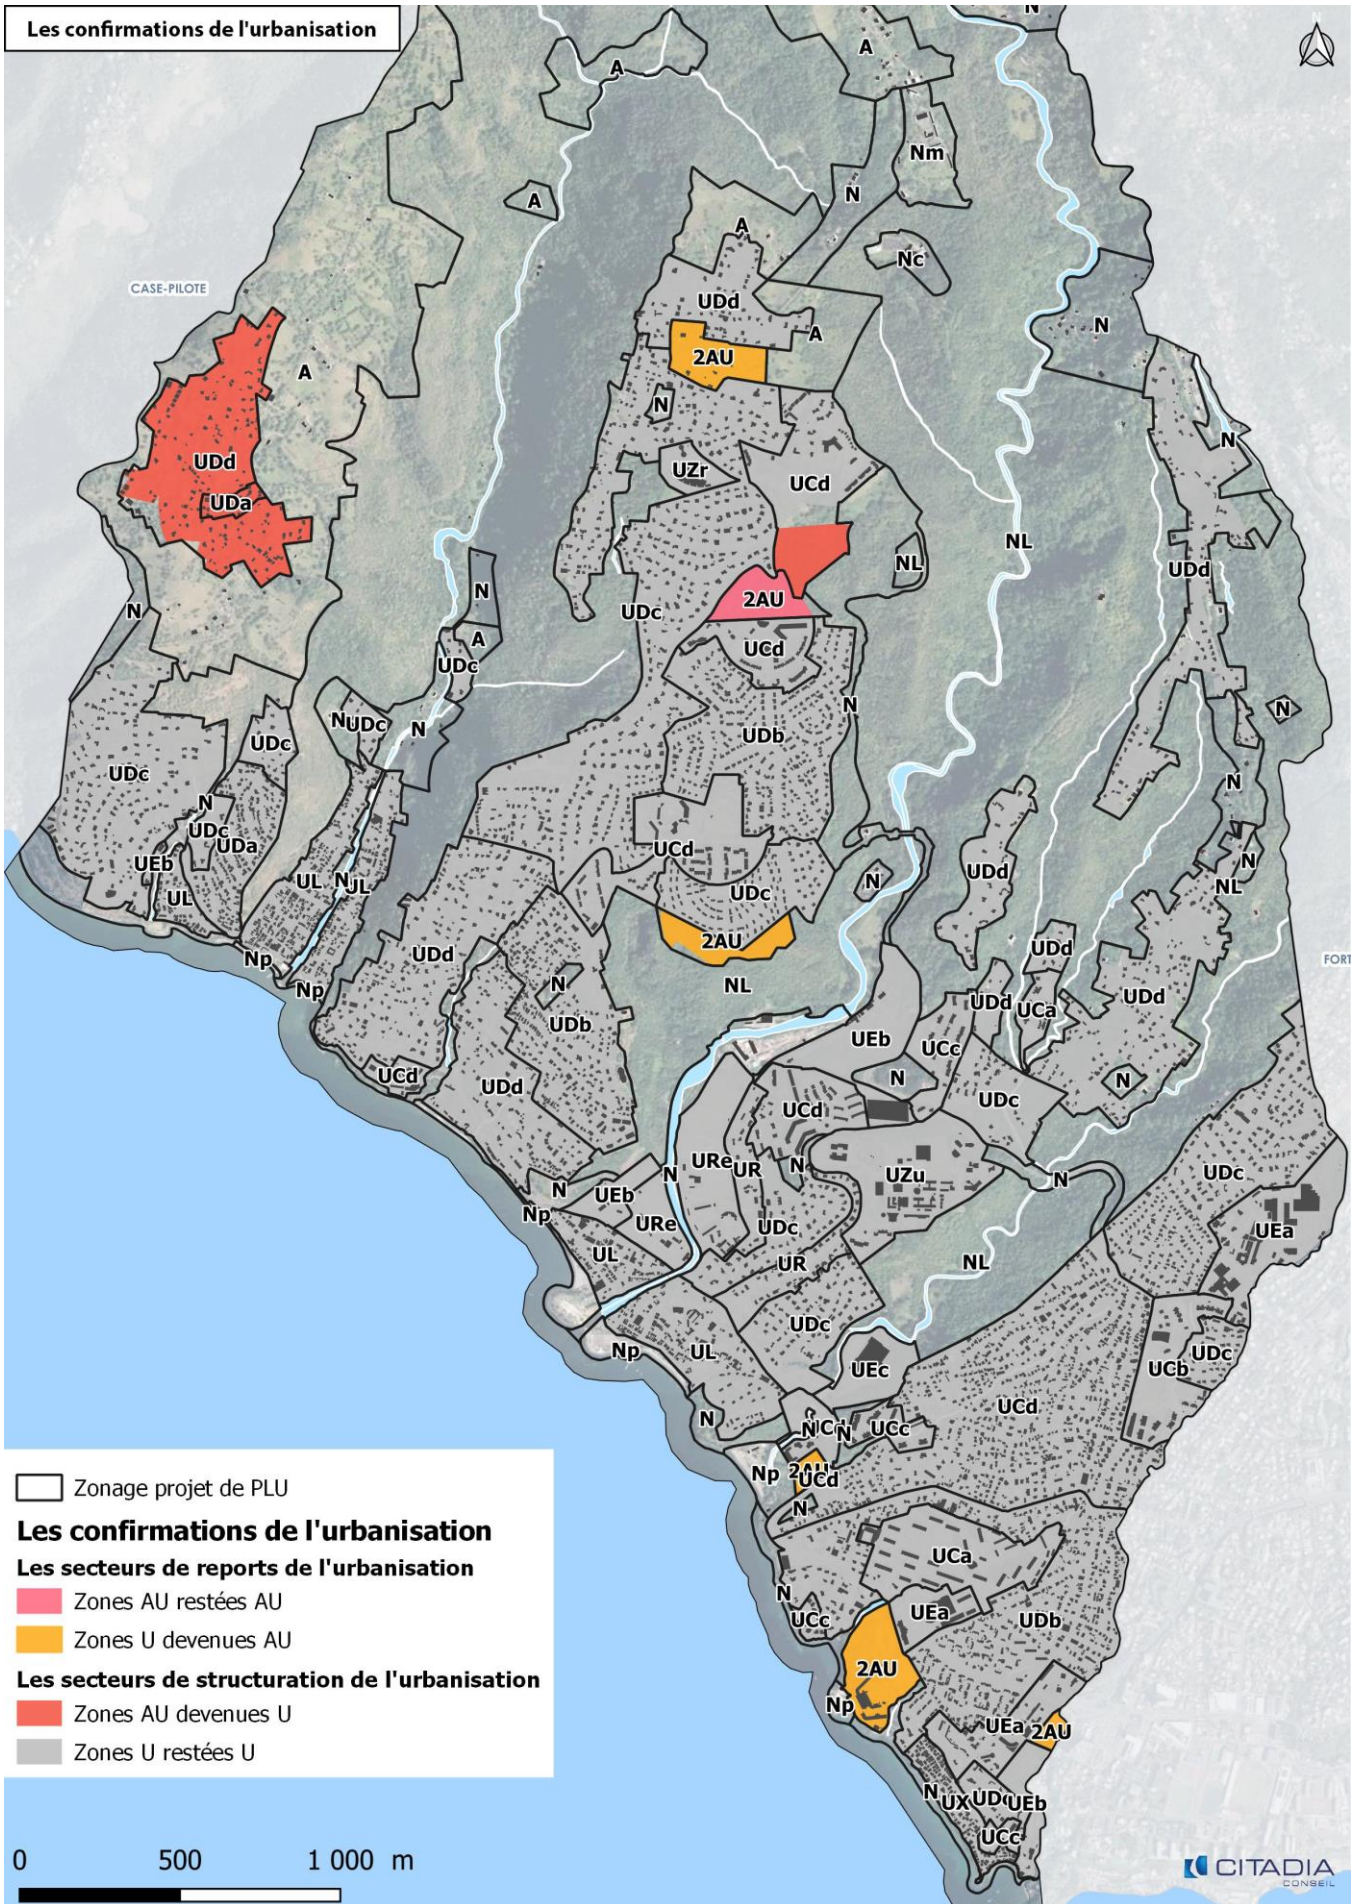 Les confirmations de l'urbanisation
N
N
A
A
Nm
N
A
A
Nc
CASE-PILOTE
UDd
N
A
2AU
A
N
N
UDd
UZr
UCd
UDa
NL
NL
UDd
N
2AU
N
UDc
A
UCd
UDc
N
N
UDc
N
UDc
UDb
N
UDc
N
N
UDc
UDa
UEb
UCd
UL
N
UL
UL
UDc
N
UDd
N
NL
2AU
UDd
UDd
Np
NL
N
Np
UDb
UDd
UCa
UDd
FORT
UEb
UCc
UCd
UDd
N
N
UCd
UDc
URe
UR
N
UZu
N
N
UDc
UEb
Np
URe
UDc
UEa
UL
UR
NL
UDc
Np
UL
UEc
UCb
UDc
UCd
N
N
UCd
N
UCc
Np
2AU
UCd
N
UCa
N
UCc
UEa
UDb
2AU
Np
UEa
2AU
N
UX
UD
UEb
UCc
Zonage projet de PLU
Les confirmations de l'urbanisation
Les secteurs de reports de l'urbanisation
Zones AU restées AU
Zones U devenues AU
Les secteurs de structuration de l'urbanisation
Zones AU devenues U
Zones U restées U
0 500 1 000 m
CITADIA
CONSEIL